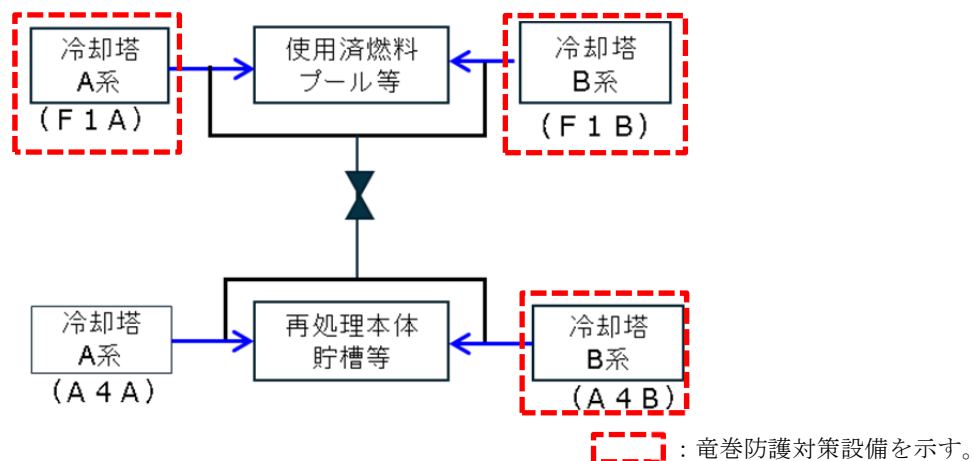 冷却塔
A系
(F1A)
使用済燃料
プール等
冷却塔
B系
(F1B)
冷却塔
A系
(A4A)
再処理本体
貯槽等
冷却塔
B系
(A4B)
：竜巻防護対策設備を示す。